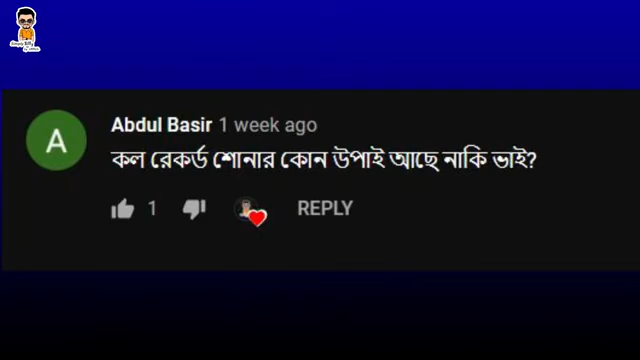 Abdul Basir 1 week ago
কল রেকর্ড শোনার কোন উপাই আছে নাকি ভাই?
1 REPLY